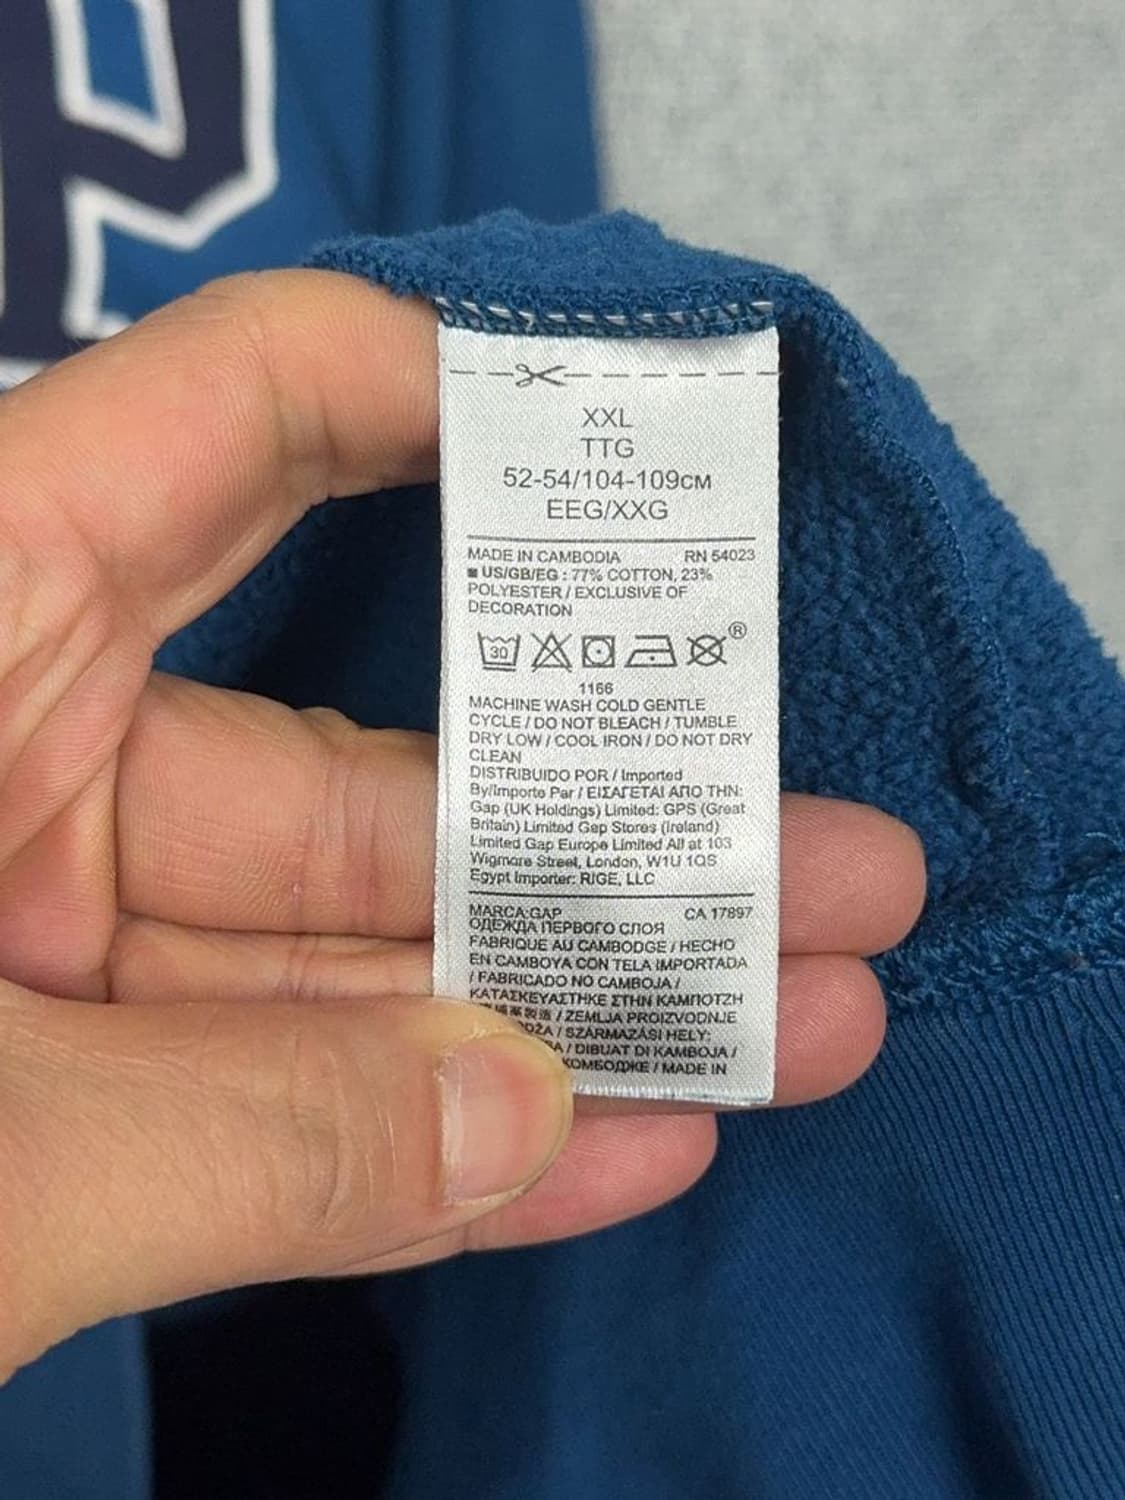 XXL
TTG
52-54/104-109CM
EEG/XXG
MADE IN CAMBODIA RN 54023
■ US/GB/EG : 77% COTTON, 23%
POLYESTER / EXCLUSIVE OF
DECORATION
30 ®
1166
MACHINE WASH COLD GENTLE
CYCLE / DO NOT BLEACH / TUMBLE
DRY LOW / COOL IRON / DO NOT DRY
CLEAN
DISTRIBUIDO POR / Imported
By/Importe Par / ΕΙΣΑΓΕΤΑΙ ΑΠΟ ΤΗΝ:
Gap (UK Holdings) Limited: GPS (Great
Britain) Limited Gap Stores (Ireland)
Limited Gap Europe Limited All at 103
Wigmore Street, London, W1U 1QS
Egypt Importer: RIGE, LLC
MARCA:GAP CA 17897
ОДЕЖДА ПЕРВОГО СЛОЯ
FABRIQUE AU CAMBODGE / HECHO
EN CAMBOYA CON TELA IMPORTADA
/ FABRICADO NO CAMBOJA /
ΚΑΤΑΣΚΕΥΑΣΤΗΚΕ ΣΤΗΝ ΚΑΜΠΟΤΖΗ
製造 / ZEMLJA PROIZVODNJE
/ SZÁRMAZÁSI HELY:
/ DIBUAT DI KAMBOJA /
КОМБОДЖЕ / MADE IN